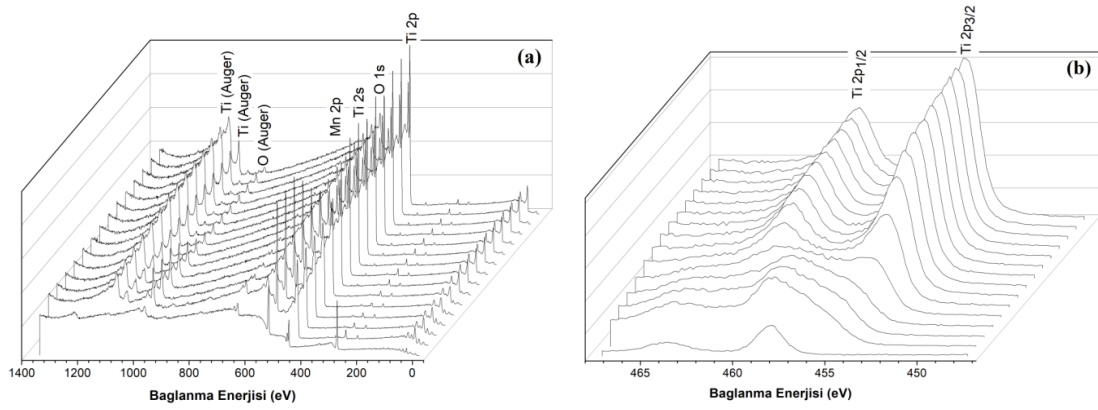 (a)
Ti 2p
O 1s
Ti 2s
Mn 2p
O (Auger)
Ti (Auger)
Ti (Auger)
1400 1200 1000 800 600 400 200 0
Baglanma Enerjisi (eV)
(b)
Ti 2p3/2
Ti 2p1/2
465 460 455 450
Baglanma Enerjisi (eV)